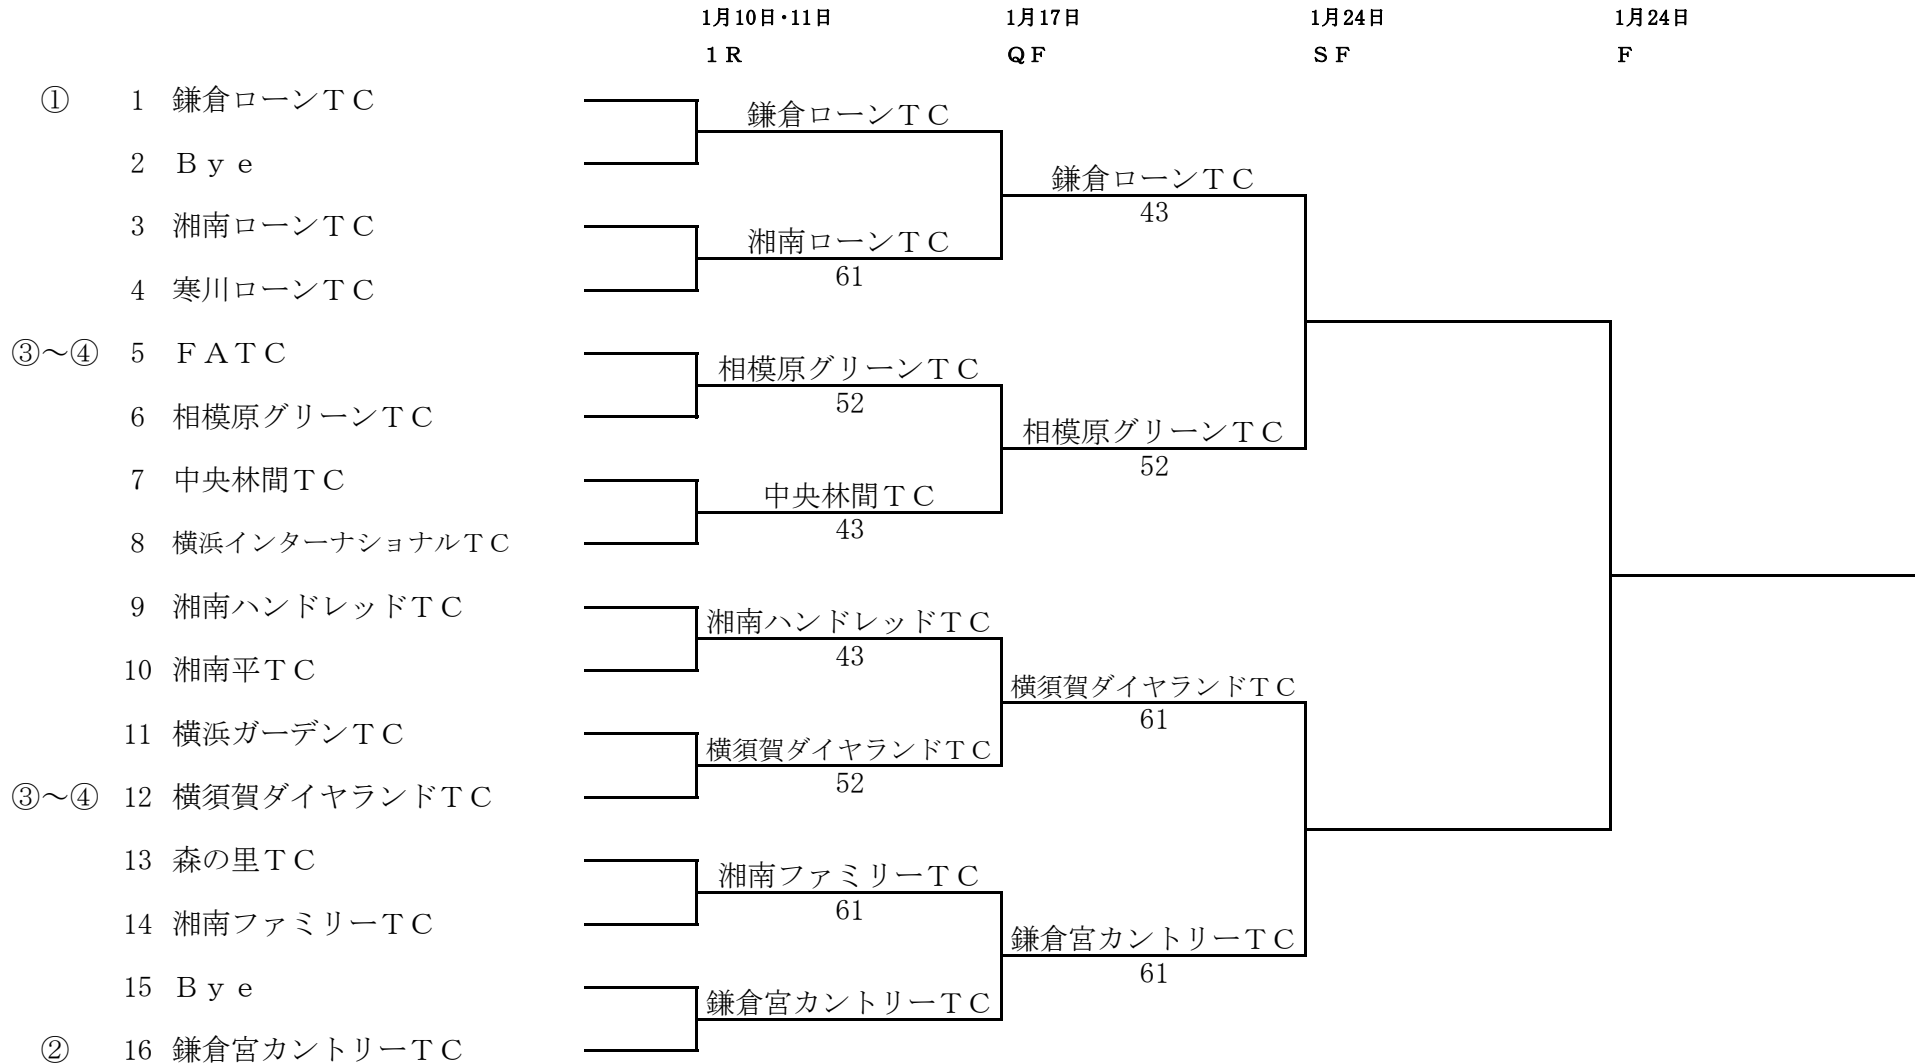 1月10日・11日 1月17日 1月24日 1月24日
１Ｒ ＱＦ ＳＦ Ｆ
① 1 鎌倉ローンＴＣ
鎌倉ローンＴＣ
2 Ｂｙｅ
鎌倉ローンＴＣ
43
3 湘南ローンＴＣ
湘南ローンＴＣ
61
4 寒川ローンＴＣ
③～④ 5 ＦＡＴＣ
相模原グリーンＴＣ
52
6 相模原グリーンＴＣ
相模原グリーンＴＣ
52
7 中央林間ＴＣ
中央林間ＴＣ
43
8 横浜インターナショナルＴＣ
9 湘南ハンドレッドＴＣ
湘南ハンドレッドＴＣ
43
10 湘南平ＴＣ
横須賀ダイヤランドＴＣ
61
11 横浜ガーデンＴＣ
横須賀ダイヤランドＴＣ
52
③～④ 12 横須賀ダイヤランドＴＣ
13 森の里ＴＣ
湘南ファミリーＴＣ
61
14 湘南ファミリーＴＣ
鎌倉宮カントリーＴＣ
61
15 Ｂｙｅ
鎌倉宮カントリーＴＣ
② 16 鎌倉宮カントリーＴＣ